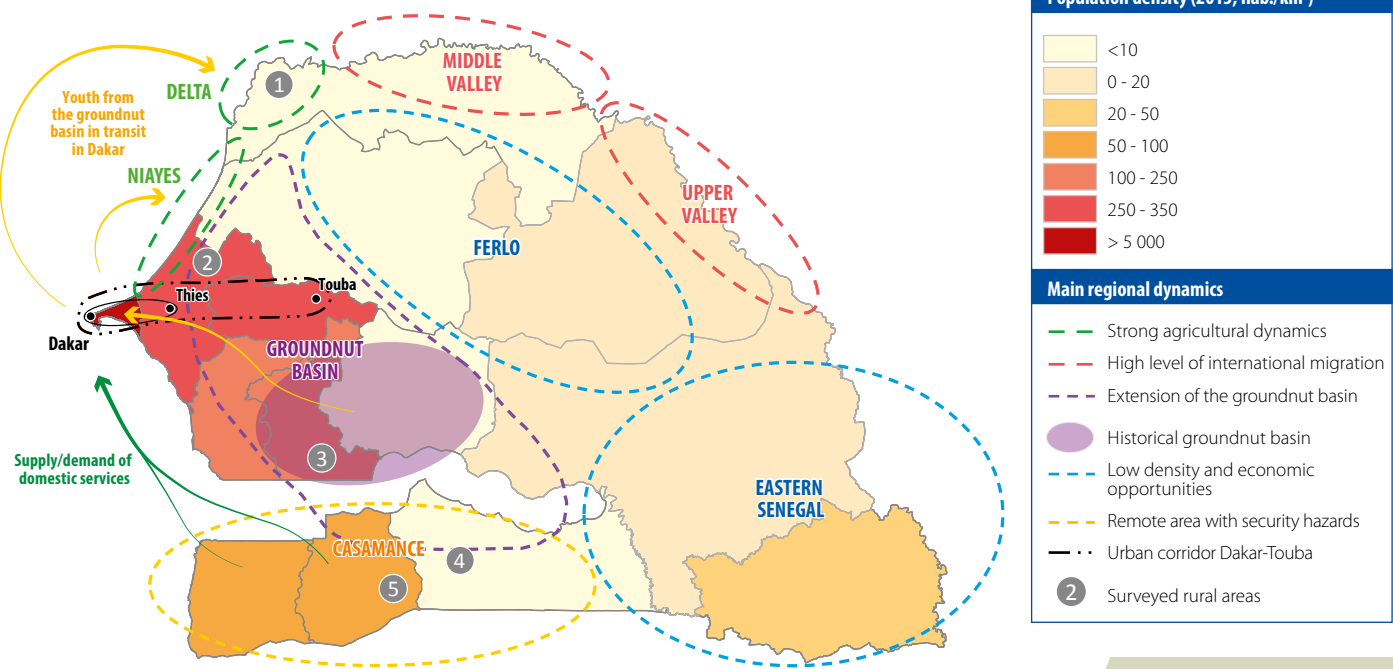 DELTA
1
MIDDLE
VALLEY
Youth from
the groundnut
basin in transit
in Dakar
NIAYES
UPPER
VALLEY
2
FERLO
Touba
Thies
Dakar
GROUNDNUT
BASIN
3
Supply/demand of
domestic services
EASTERN
SENEGAL
CASAMANCE
4
5
<10
0 - 20
20 - 50
50 - 100
100 - 250
250 - 350
> 5 000
Main regional dynamics
Strong agricultural dynamics
High level of international migration
Extension of the groundnut basin
Historical groundnut basin
Low density and economic
opportunities
Remote area with security hazards
Urban corridor Dakar-Touba
2 Surveyed rural areas